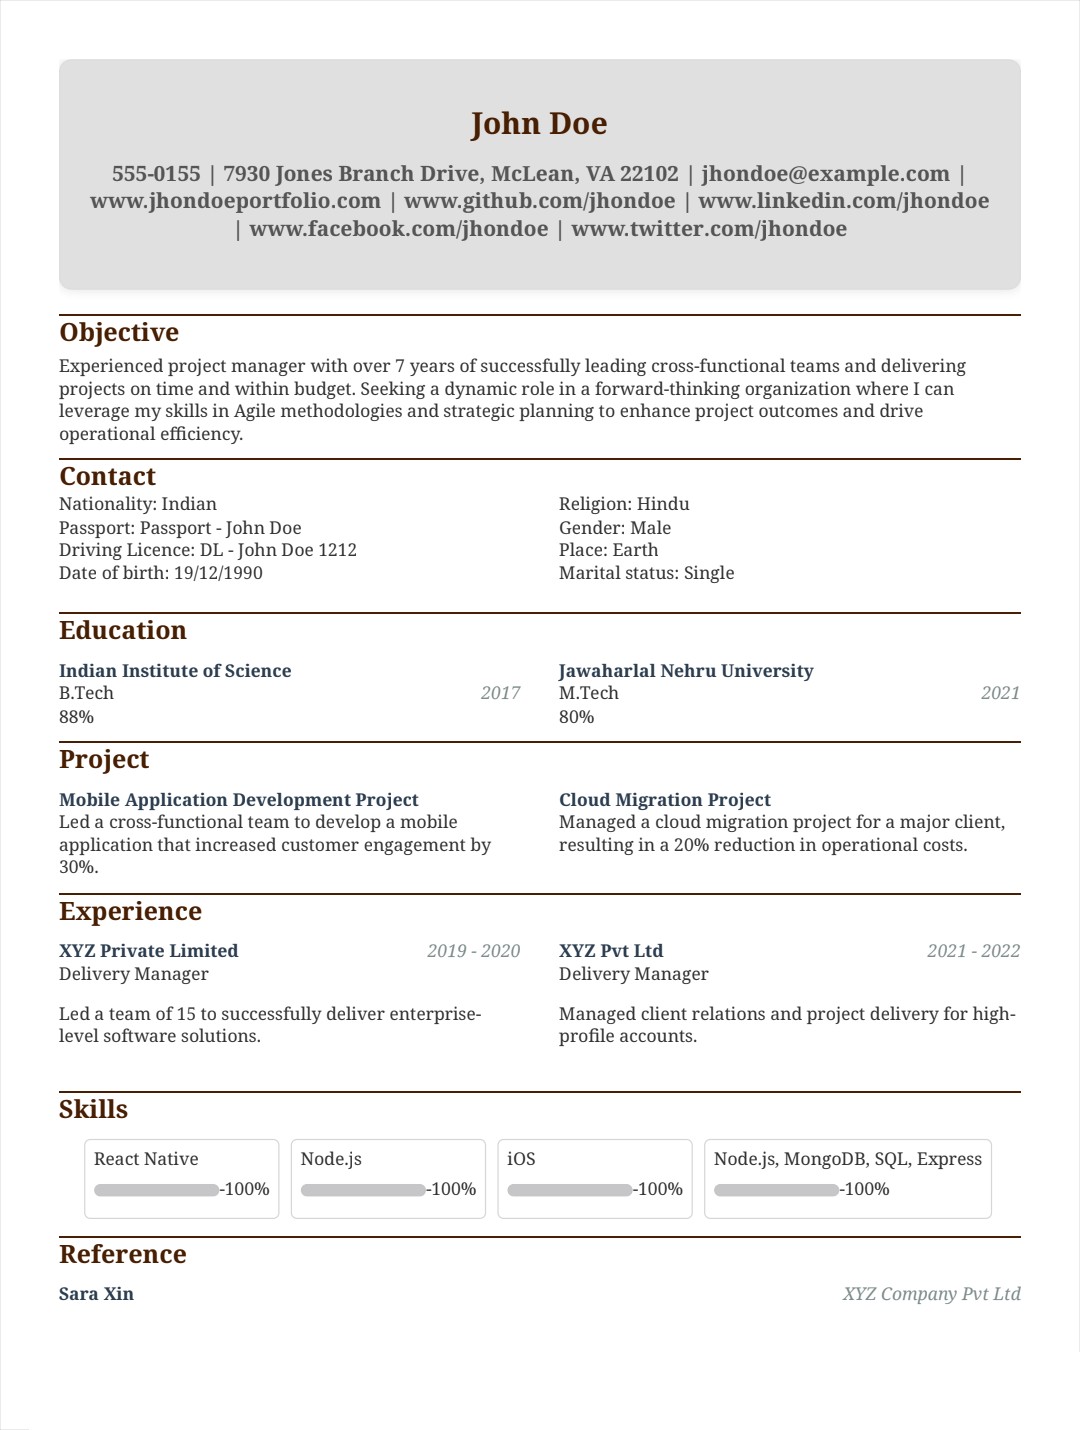 John Doe
555-0155 | 7930 Jones Branch Drive, McLean, VA 22102 | jhondoe@example.com |
www.jhondoeportfolio.com | www.github.com/jhondoe | www.linkedin.com/jhondoe
| www.facebook.com/jhondoe | www.twitter.com/jhondoe
Objective
Experienced project manager with over 7 years of successfully leading cross-functional teams and delivering
projects on time and within budget. Seeking a dynamic role in a forward-thinking organization where I can
leverage my skills in Agile methodologies and strategic planning to enhance project outcomes and drive
operational efficiency.
Contact
Nationality: Indian
Passport: Passport - John Doe
Driving Licence: DL - John Doe 1212
Date of birth: 19/12/1990
Religion: Hindu
Gender: Male
Place: Earth
Marital status: Single
Education
Indian Institute of Science
B.Tech 2017
88%
Jawaharlal Nehru University
M.Tech 2021
80%
Project
Mobile Application Development Project
Led a cross-functional team to develop a mobile
application that increased customer engagement by
30%.
Cloud Migration Project
Managed a cloud migration project for a major client,
resulting in a 20% reduction in operational costs.
Experience
XYZ Private Limited 2019 - 2020
Delivery Manager
Led a team of 15 to successfully deliver enterprise-
level software solutions.
XYZ Pvt Ltd 2021 - 2022
Delivery Manager
Managed client relations and project delivery for high-
profile accounts.
Skills
React Native
-100%
Node.js
-100%
iOS
-100%
Node.js, MongoDB, SQL, Express
-100%
Reference
Sara Xin XYZ Company Pvt Ltd